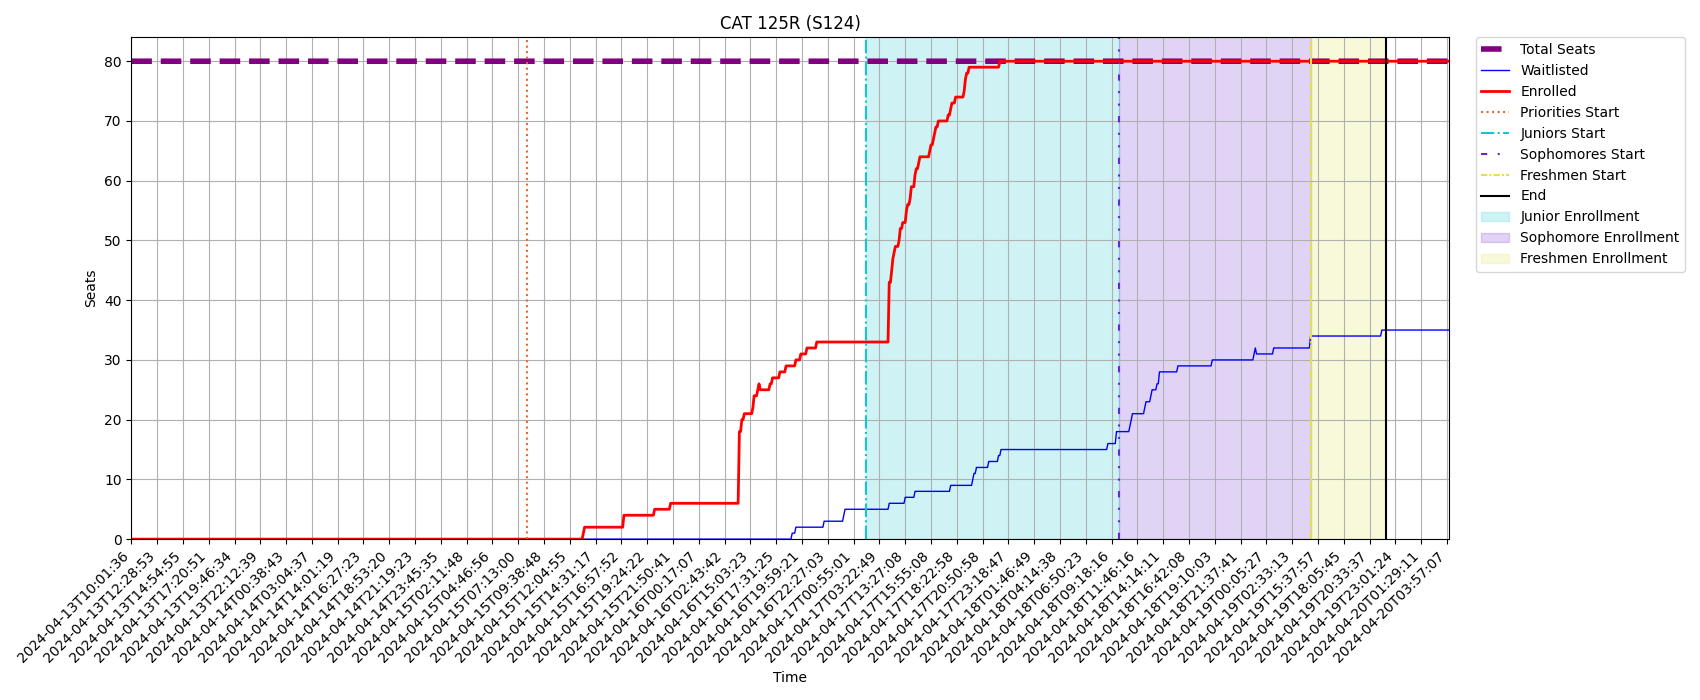 CAT 125R (S124)
Total Seats
Waitlisted
Enrolled
Priorities Start
Juniors Start
Sophomores Start
Freshmen Start
End
Junior Enrollment
Sophomore Enrollment
Freshmen Enrollment
Seats
80
70
60
50
40
30
20
10
0
2024-04-13T10:01:36
2024-04-13T12:28:53
2024-04-13T14:54:55
2024-04-13T17:20:51
2024-04-13T19:46:34
2024-04-13T22:12:39
2024-04-14T00:38:43
2024-04-14T03:04:37
2024-04-14T14:01:19
2024-04-14T16:27:23
2024-04-14T18:53:20
2024-04-14T21:19:23
2024-04-14T23:45:35
2024-04-15T02:11:48
2024-04-15T04:46:56
2024-04-15T07:13:00
2024-04-15T09:38:48
2024-04-15T12:04:55
2024-04-15T14:31:17
2024-04-15T16:57:52
2024-04-15T19:24:22
2024-04-15T21:50:41
2024-04-16T00:17:07
2024-04-16T02:43:42
2024-04-16T15:03:23
2024-04-16T17:31:25
2024-04-16T19:59:21
2024-04-16T22:27:03
2024-04-17T00:55:01
2024-04-17T03:22:49
2024-04-17T13:27:08
2024-04-17T15:55:08
2024-04-17T18:22:58
2024-04-17T20:50:58
2024-04-17T23:18:47
2024-04-18T01:46:49
2024-04-18T04:14:38
2024-04-18T06:50:23
2024-04-18T09:18:16
2024-04-18T11:46:16
2024-04-18T14:14:11
2024-04-18T16:42:08
2024-04-18T19:10:03
2024-04-18T21:37:41
2024-04-19T00:05:27
2024-04-19T02:33:13
2024-04-19T15:37:57
2024-04-19T18:05:45
2024-04-19T20:33:37
2024-04-19T23:01:24
2024-04-20T01:29:11
2024-04-20T03:57:07
Time